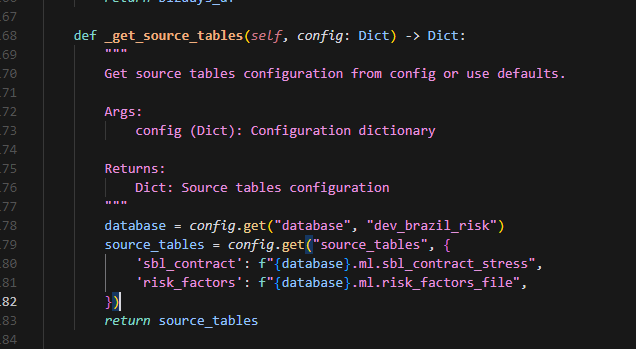 67
68 def _get_source_tables(self, config: Dict) -> Dict:
69 """
70 Get source tables configuration from config or use defaults.
71
72 Args:
73 config (Dict): Configuration dictionary
74
75 Returns:
76 Dict: Source tables configuration
77 """
78 database = config.get("database", "dev_brazil_risk")
79 source_tables = config.get("source_tables", {
80 'sbl_contract': f"{database}.ml.sbl_contract_stress",
81 'risk_factors': f"{database}.ml.risk_factors_file",
82 })
83 return source_tables
84